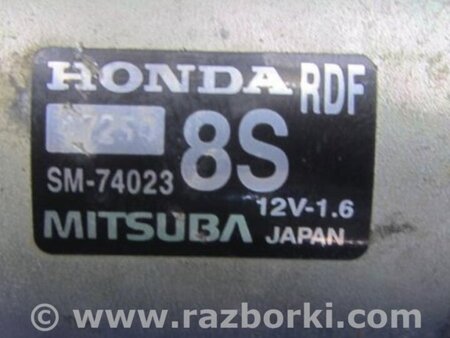 HONDA RDF
8S
SM-74023
12V-1.6
MITSUBA JAPAN
© www.razborki.com